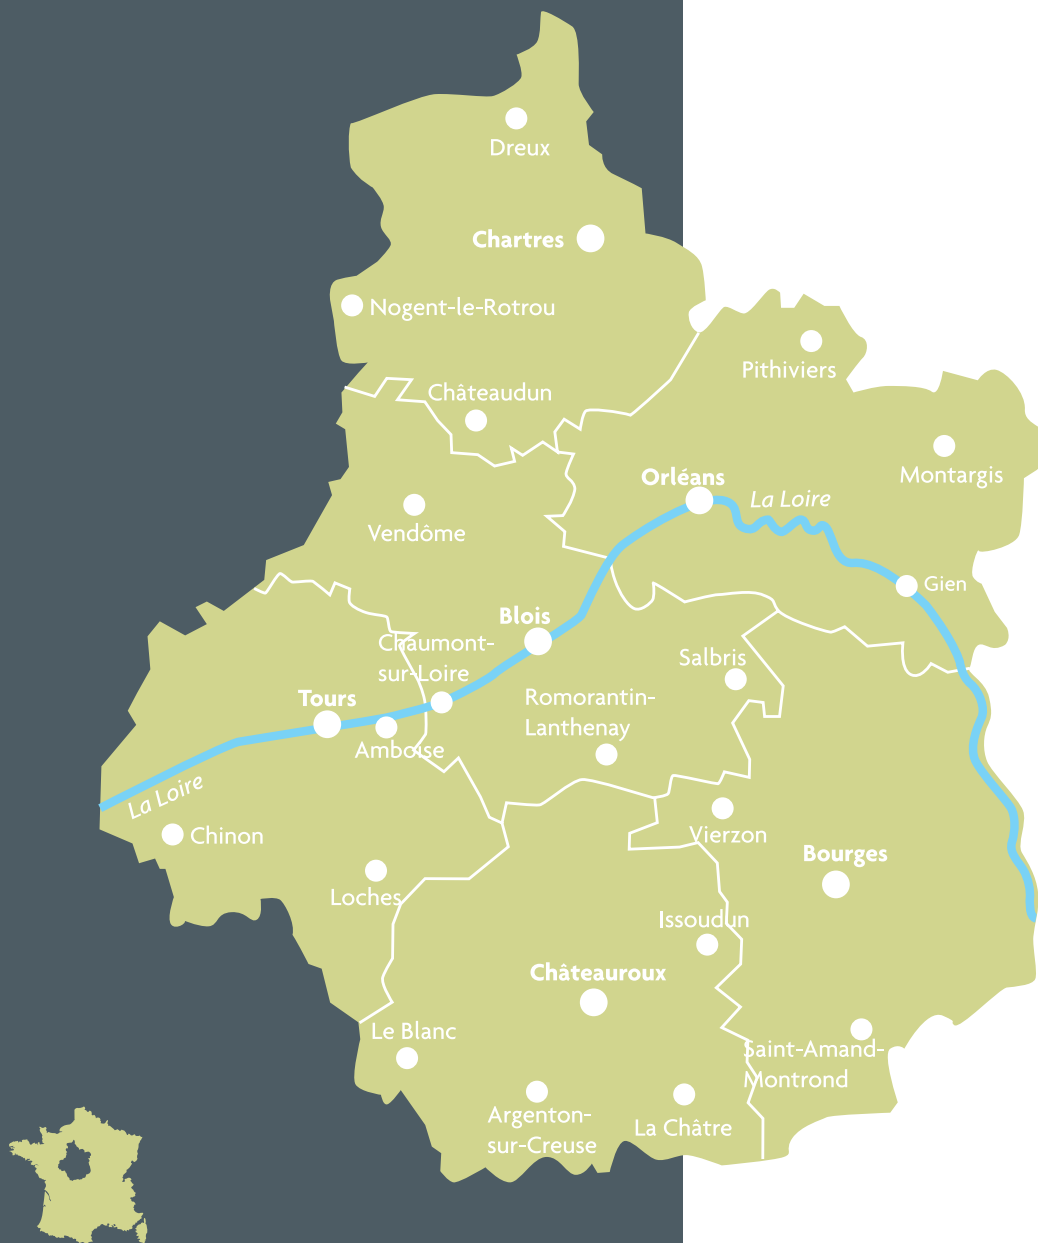 Dreux
Chartres
Nogent-le-Rotrou
Pithiviers
Châteaudun
Montargis
Orléans
La Loire
Vendôme
Gien
Blois
Chaumont-
sur-Loire
Salbris
Tours
Romorantin-
Lanthenay
Amboise
La Loire
Chinon
Vierzon
Bourges
Loches
Issoudun
Châteauroux
Le Blanc
Saint-Amand-
Montrond
Argenton-
sur-Creuse
La Châtre